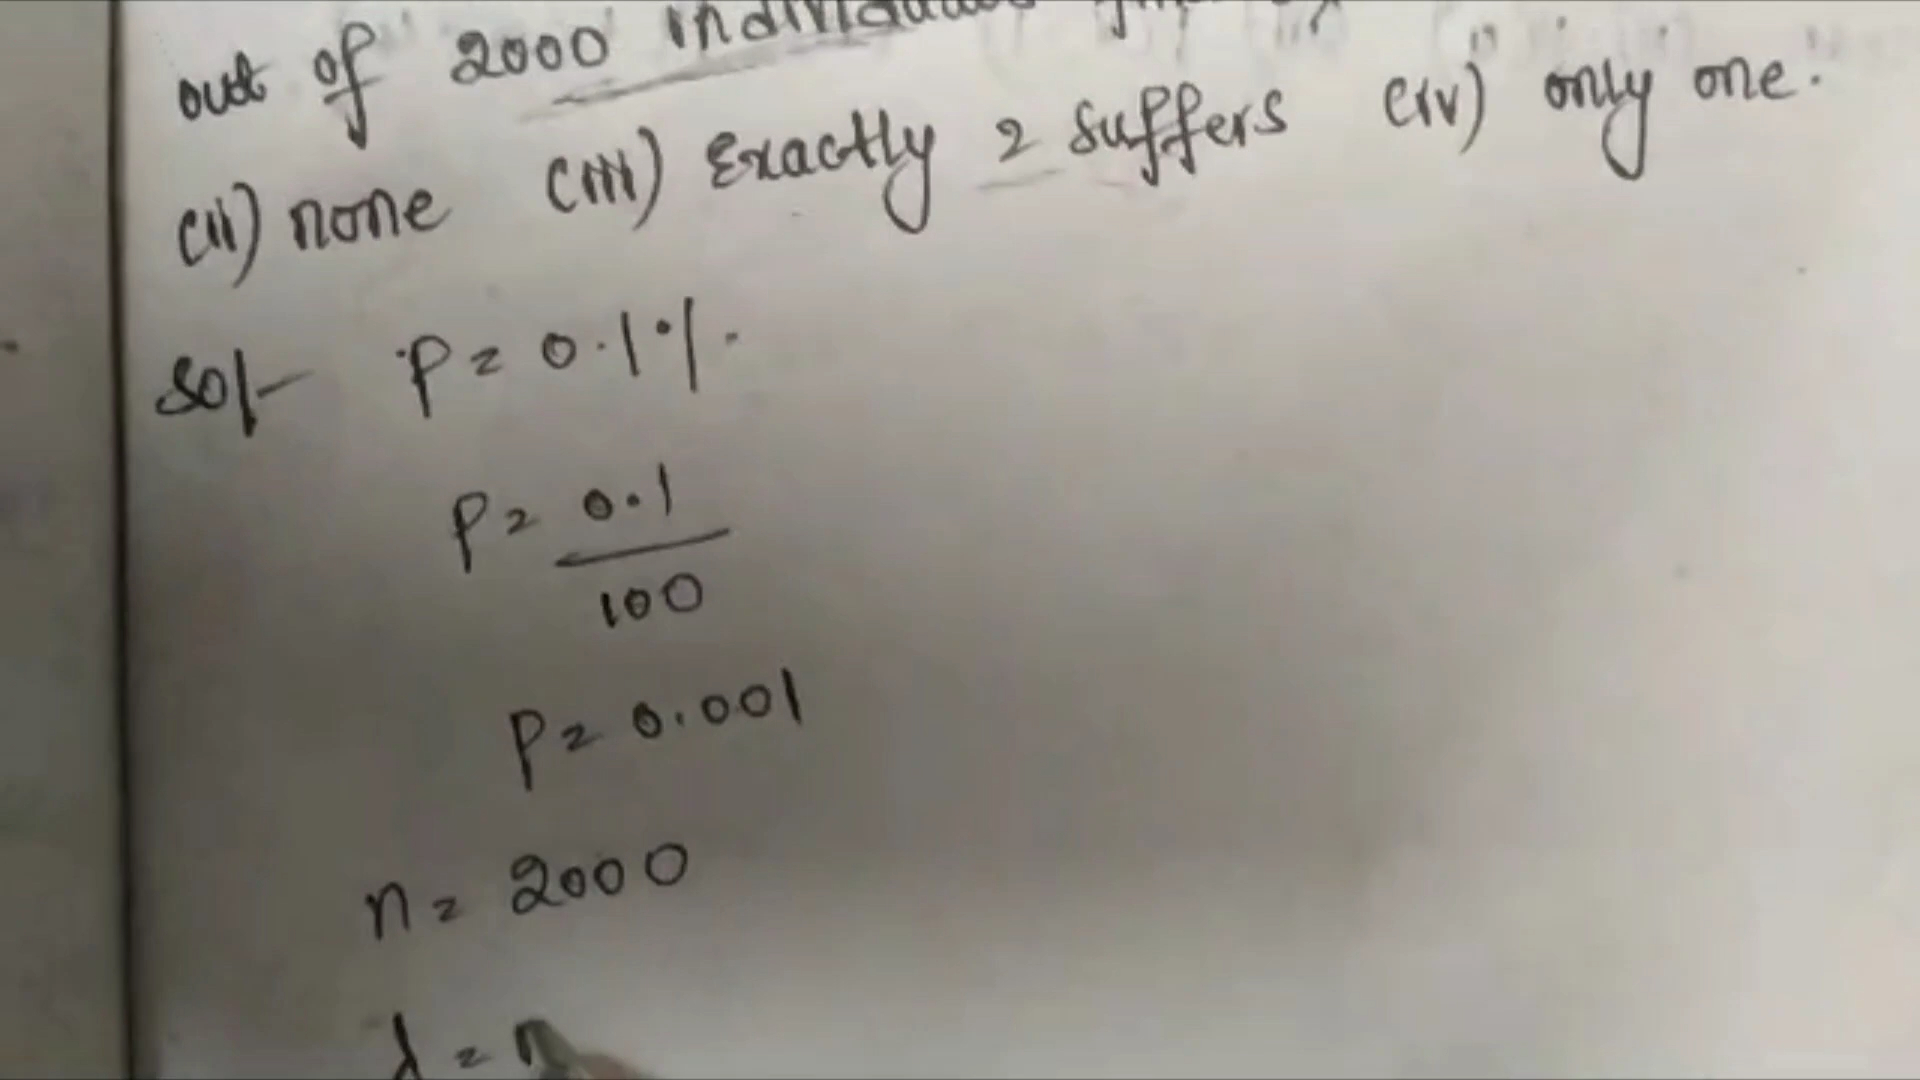 out of 2000 individuals
(ii) none (iii) Exactly 2 suffers (iv) only one.
Sol- P = 0.1%.
P = 0.1
100
P = 0.001
n = 2000
λ = n